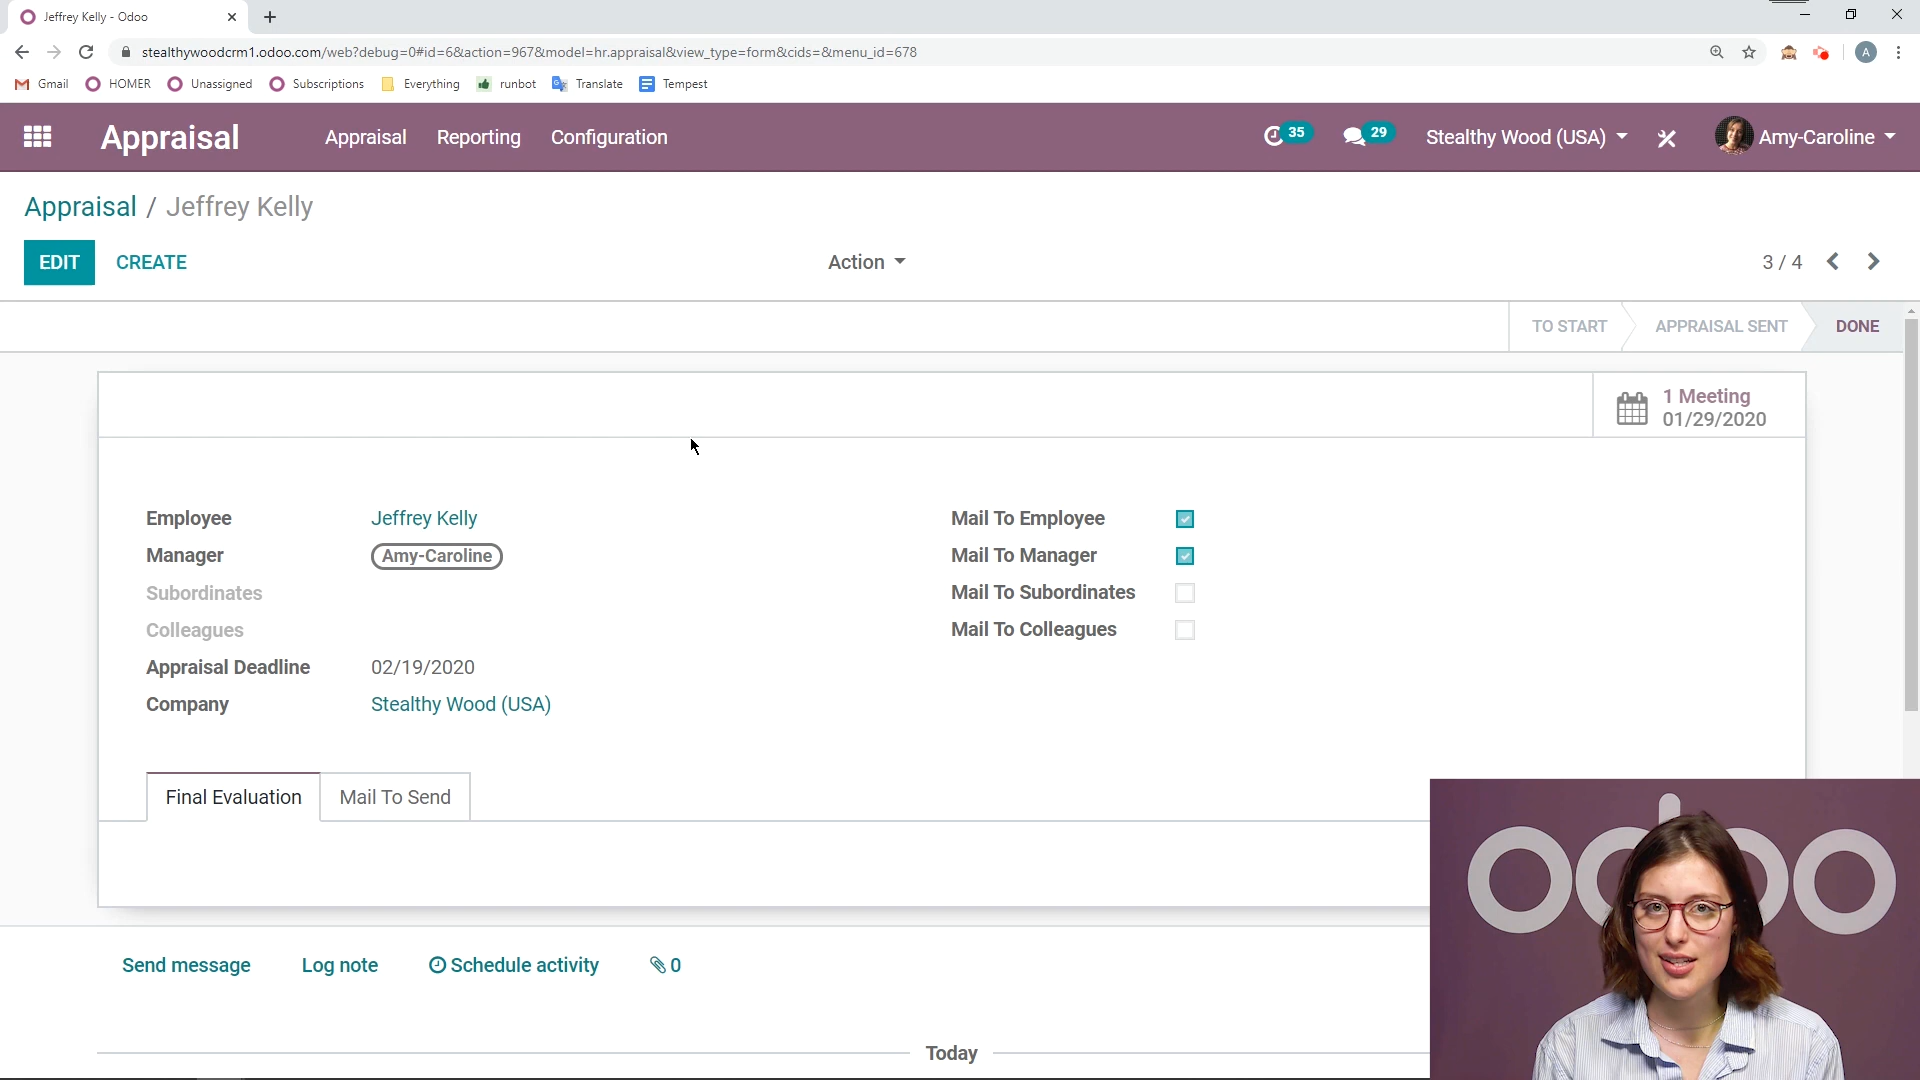 Jeffrey Kelly - Odoo
stealthywoodcrm1.odoo.com/web?debug=0#id=6&action=967&model=hr.appraisal&view_type=form&cids=&menu_id=678
A
Gmail HOMER Unassigned Subscriptions Everything runbot Translate Tempest
Appraisal Appraisal Reporting Configuration 35 29 Stealthy Wood (USA) Amy-Caroline
Appraisal / Jeffrey Kelly
EDIT CREATE Action 3 / 4
TO START APPRAISAL SENT DONE
1 Meeting
01/29/2020
Employee Jeffrey Kelly Mail To Employee
Manager Amy-Caroline Mail To Manager
Subordinates Mail To Subordinates
Colleagues Mail To Colleagues
Appraisal Deadline 02/19/2020
Company Stealthy Wood (USA)
Final Evaluation Mail To Send
odoo
Send message Log note Schedule activity 0
Today